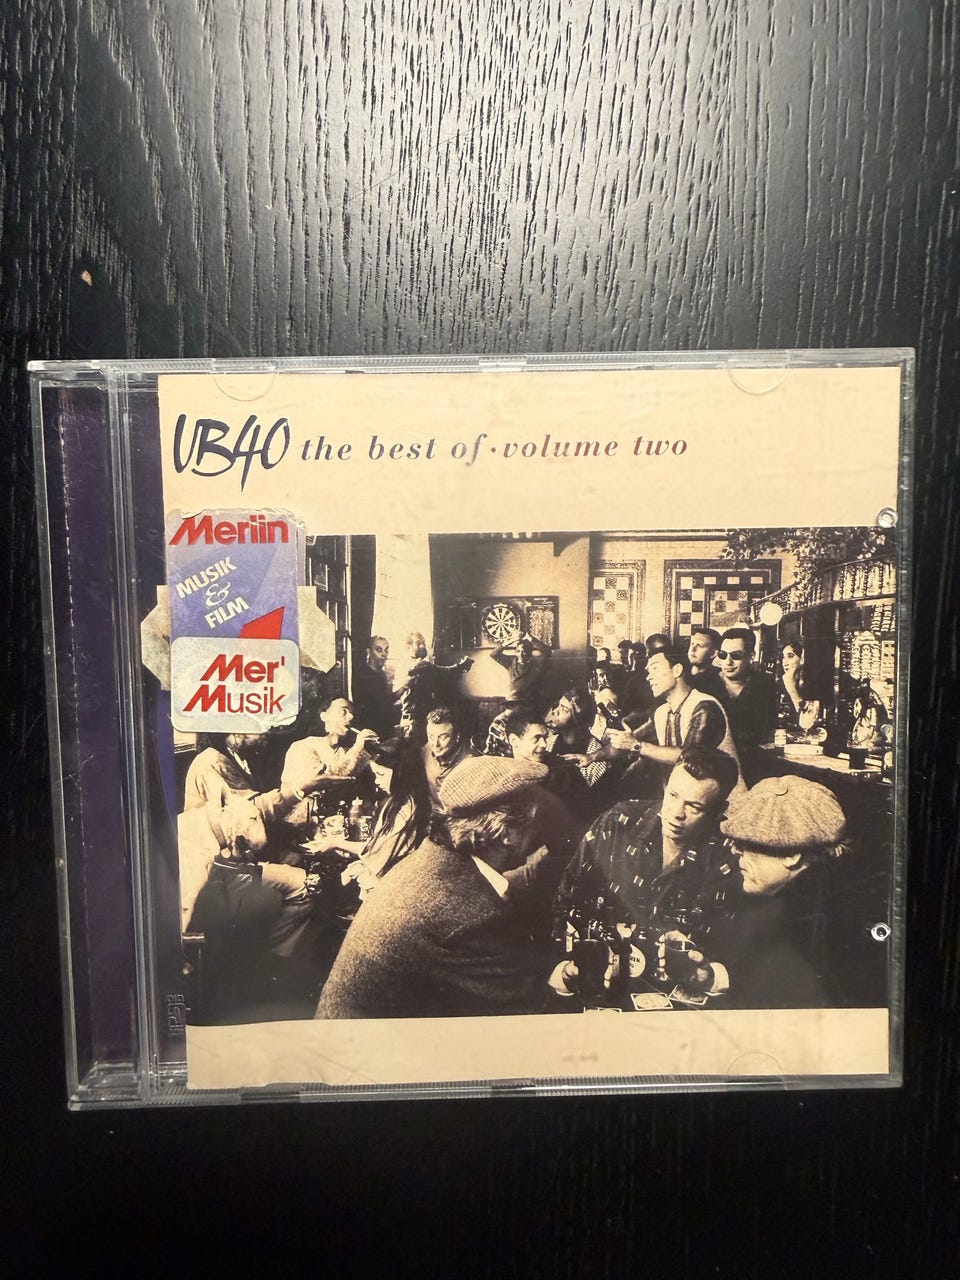 UB40 the best of · volume two
Merlin
MUSIK
&
FILM
Mer'
Musik